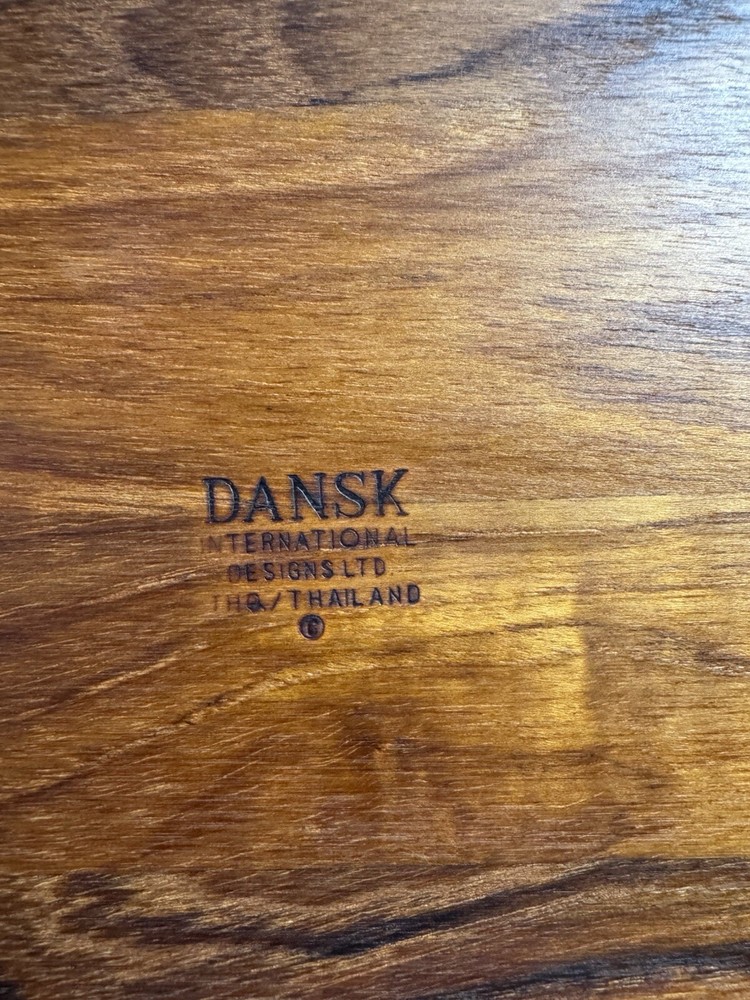 DANSK
INTERNATIONAL
DESIGNS LTD
THQ/THAILAND
©